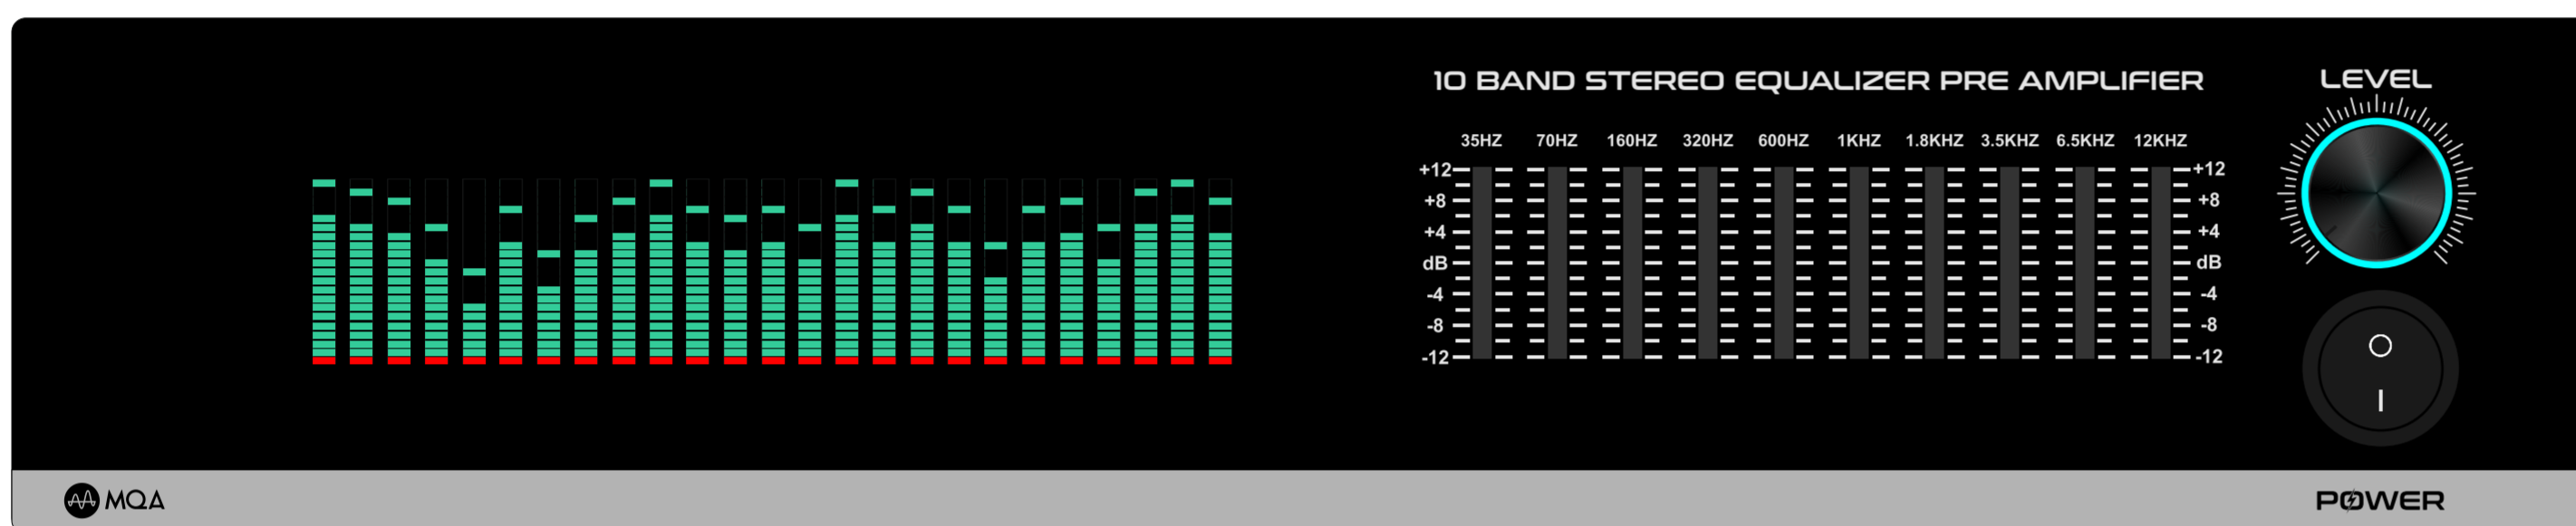 10 BAND STEREO EQUALIZER PRE AMPLIFIER
LEVEL
35HZ 70HZ 160HZ 320HZ 600HZ 1KHZ 1.8KHZ 3.5KHZ 6.5KHZ 12KHZ
+12 +12
+8 +8
+4 +4
dB dB
-4 -4
-8 -8
-12 -12
MQA
POWER